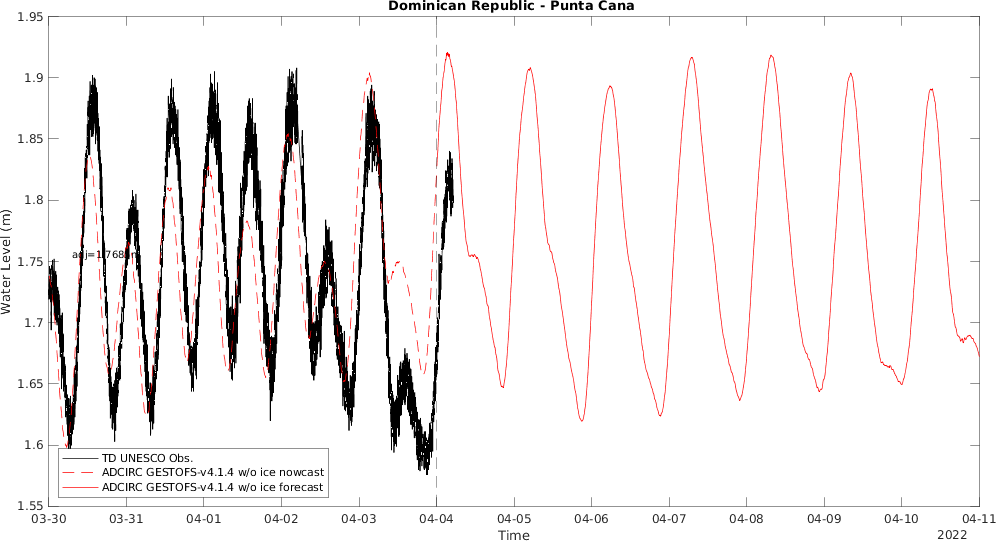 Dominican Republic - Punta Cana
1.95
1.9
1.85
1.8
1.75
1.7
1.65
1.6
1.55
Water Level (m)
TD UNESCO Obs.
ADCIRC GESTOFS-v4.1.4 w/o ice nowcast
ADCIRC GESTOFS-v4.1.4 w/o ice forecast
03-30 03-31 04-01 04-02 04-03 04-04 04-05 04-06 04-07 04-08 04-09 04-10 04-11
Time
2022